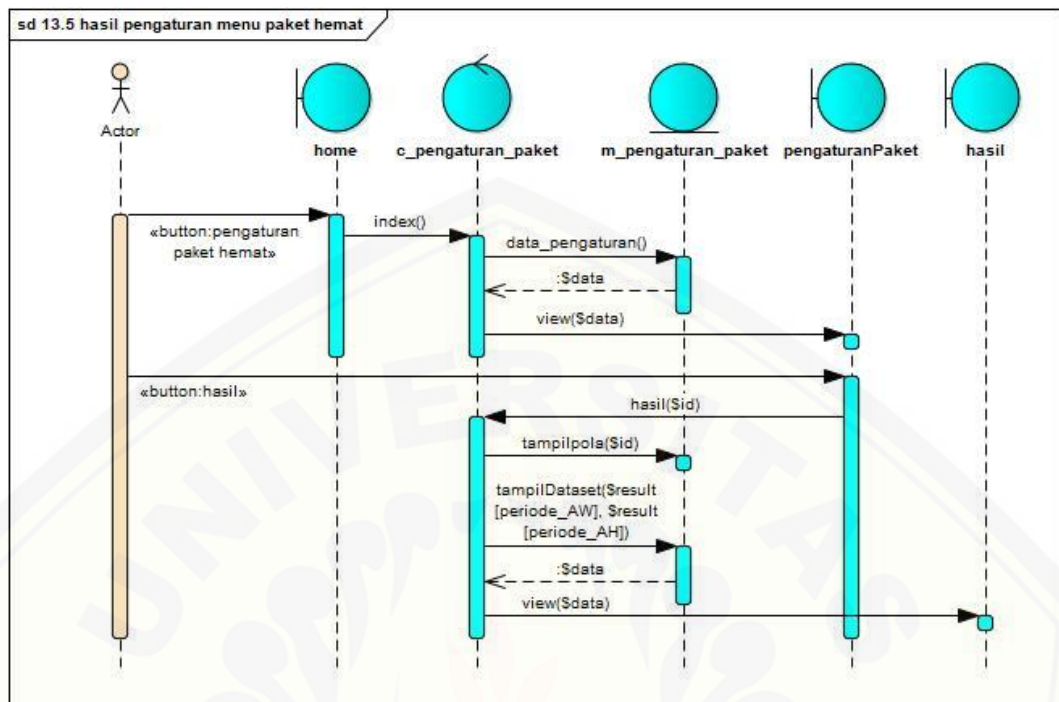 sd 13.5 hasil pengaturan menu paket hemat
Actor
home
c_pengaturan_paket
m_pengaturan_paket
pengaturanPaket
hasil
«button:pengaturan
paket hemat»
index()
data_pengaturan()
:$data
view($data)
«button:hasil»
hasil($id)
tampilpola($id)
tampilDataset($result
[periode_AW], $result
[periode_AH])
:$data
view($data)
UNIVERSITAS